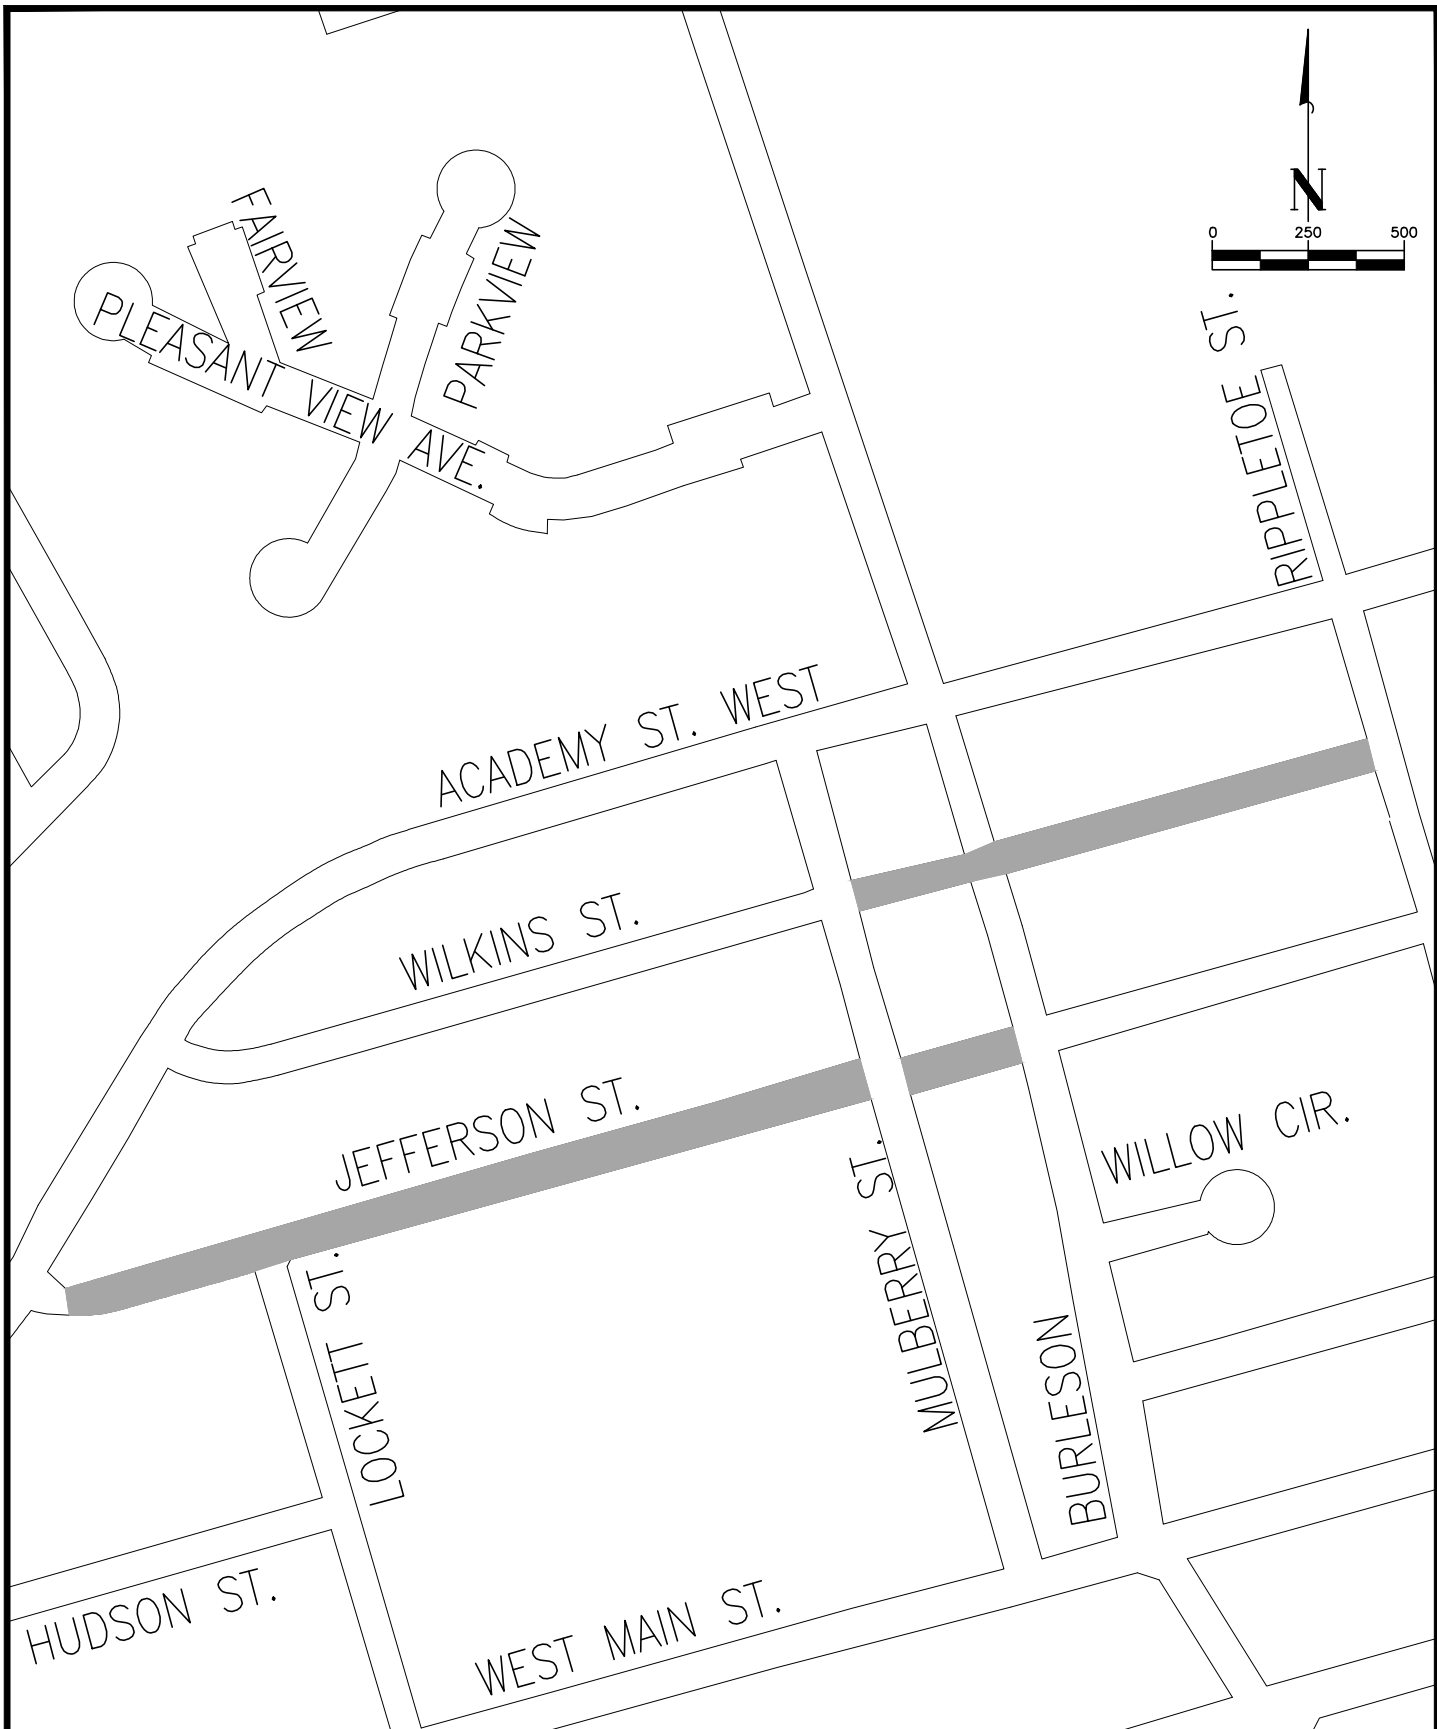 N
0 250 500
FAIRVIEW
PARKVIEW
PLEASANT VIEW AVE.
RIPPLETOE ST.
ACADEMY ST. WEST
WILKINS ST.
JEFFERSON ST.
WILLOW CIR.
MULBERRY ST.
LOCKETT ST.
BURLESON
HUDSON ST.
WEST MAIN ST.